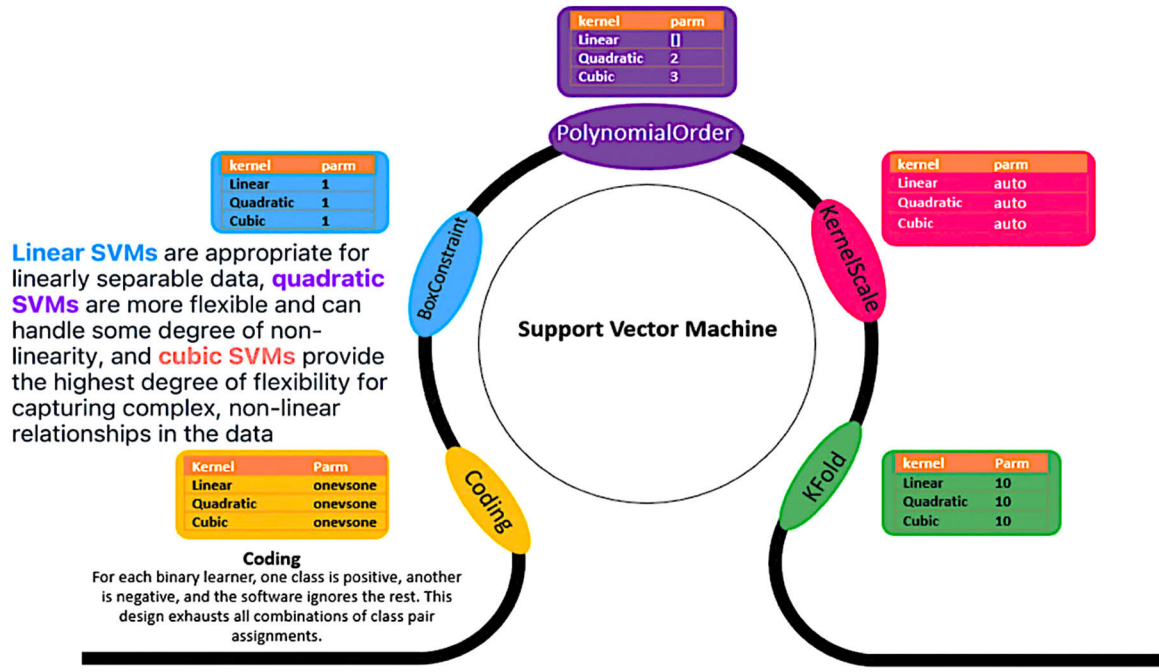 kernel parm
Linear []
Quadratic 2
Cubic 3
PolynomialOrder
kernel parm
Linear 1
Quadratic 1
Cubic 1
BoxConstraint
kernel parm
Linear auto
Quadratic auto
Cubic auto
KernelScale
Linear SVMs are appropriate for
linearly separable data, quadratic
SVMs are more flexible and can
handle some degree of non-
linearity, and cubic SVMs provide
the highest degree of flexibility for
capturing complex, non-linear
relationships in the data
Support Vector Machine
Kernel Parm
Linear onevsone
Quadratic onevsone
Cubic onevsone
Coding
KFold
kernel Parm
Linear 10
Quadratic 10
Cubic 10
Coding
For each binary learner, one class is positive, another
is negative, and the software ignores the rest. This
design exhausts all combinations of class pair
assignments.